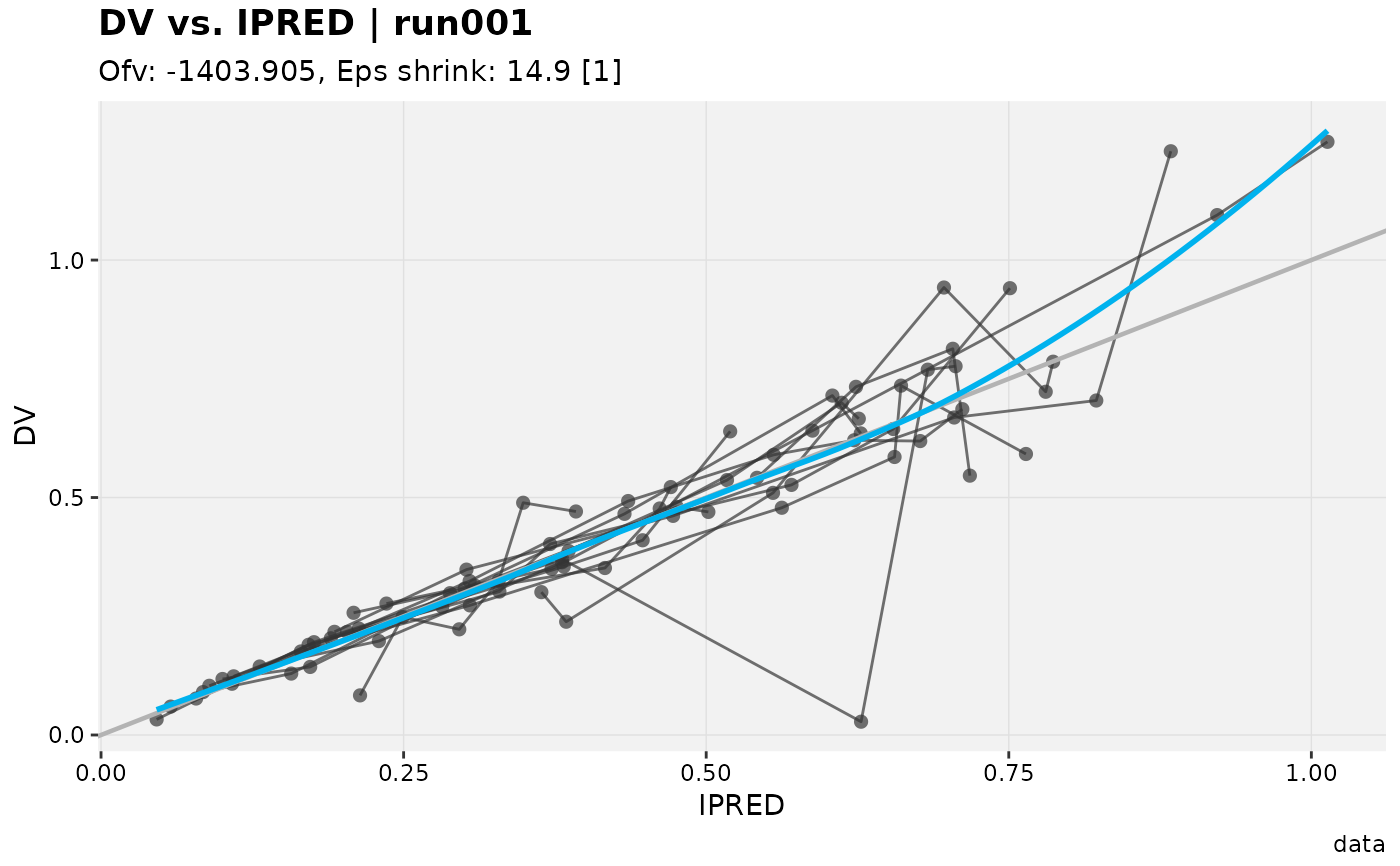 DV vs. IPRED | run001
Ofv: -1403.905, Eps shrink: 14.9 [1]
1.0
0.5
0.0
DV
0.00 0.25 0.50 0.75 1.00
IPRED
data